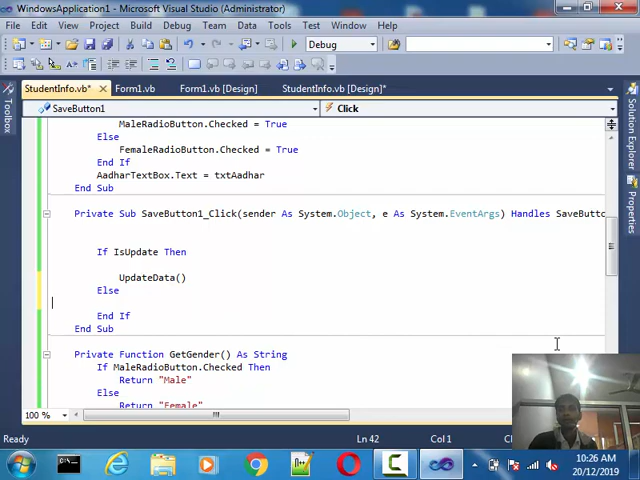 WindowsApplication1 - Microsoft Visual Studio (Administrator)
File Edit View Project Build Debug Team Data Tools Test Window Help
Debug
StudentInfo.vb* Form1.vb Form1.vb [Design] StudentInfo.vb [Design]*
Toolbox
SaveButton1 Click
Solution Explorer
Properties
MaleRadioButton.Checked = True
Else
FemaleRadioButton.Checked = True
End If
AadharTextBox.Text = txtAadhar
End Sub
Private Sub SaveButton1_Click(sender As System.Object, e As System.EventArgs) Handles SaveButto
If IsUpdate Then
UpdateData()
Else
End If
End Sub
Private Function GetGender() As String
If MaleRadioButton.Checked Then
Return "Male"
Else
Return "Female"
100 %
Ready Ln 42 Col 1
10:26 AM
20/12/2019